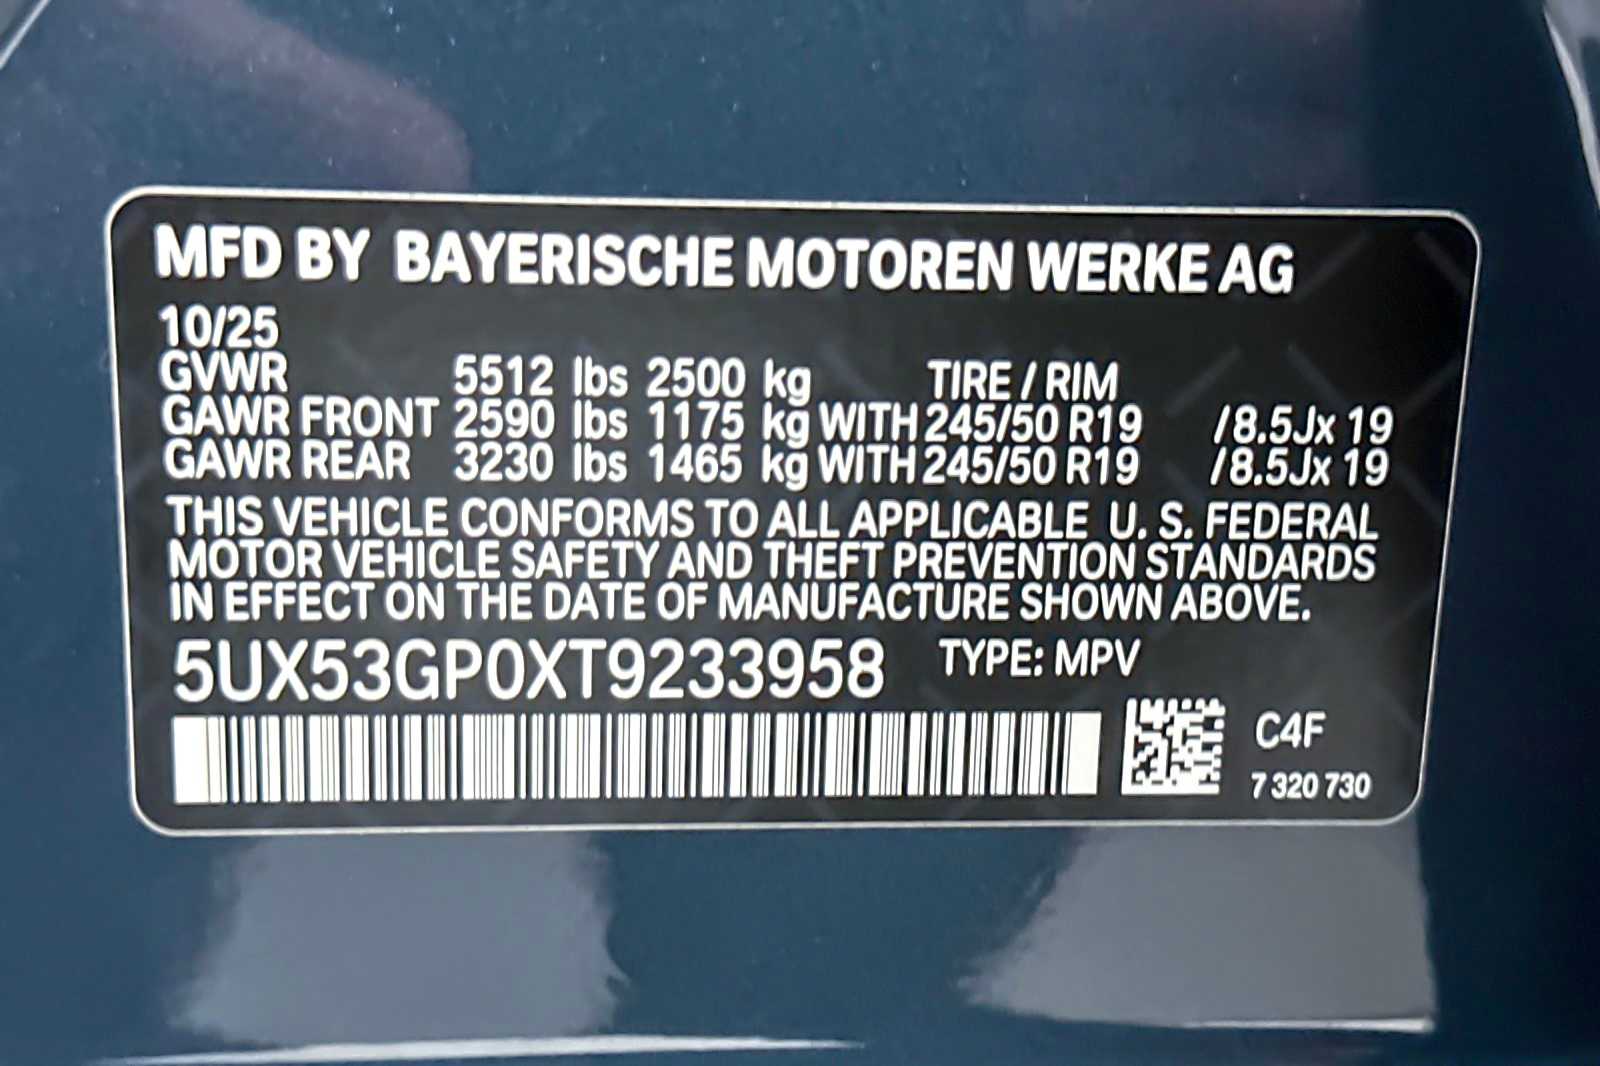 MFD BY BAYERISCHE MOTOREN WERKE AG
10/25
GVWR 5512 lbs 2500 kg TIRE / RIM
GAWR FRONT 2590 lbs 1175 kg WITH 245/50 R19 /8.5Jx 19
GAWR REAR 3230 lbs 1465 kg WITH 245/50 R19 /8.5Jx 19
THIS VEHICLE CONFORMS TO ALL APPLICABLE U. S. FEDERAL
MOTOR VEHICLE SAFETY AND THEFT PREVENTION STANDARDS
IN EFFECT ON THE DATE OF MANUFACTURE SHOWN ABOVE.
5UX53GP0XT9233958 TYPE: MPV
C4F
7 320 730